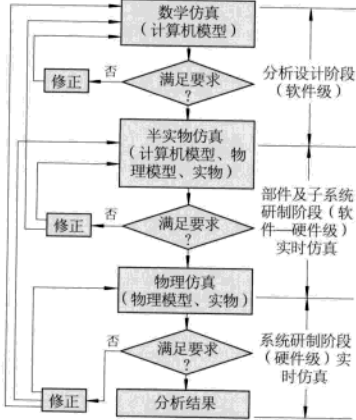 数学仿真
（计算机模型）
否
修正
满足要求
?
分析设计阶段
（软件级）
半实物仿真
（计算机模型、物
理模型、实物）
否
修正
满足要求
?
部件及子系统
研制阶段（软
件—硬件级）
实时仿真
物理仿真
（物理模型、实物）
否
满足要求
?
系统研制阶段
（硬件级）实
时仿真
修正
分析结果